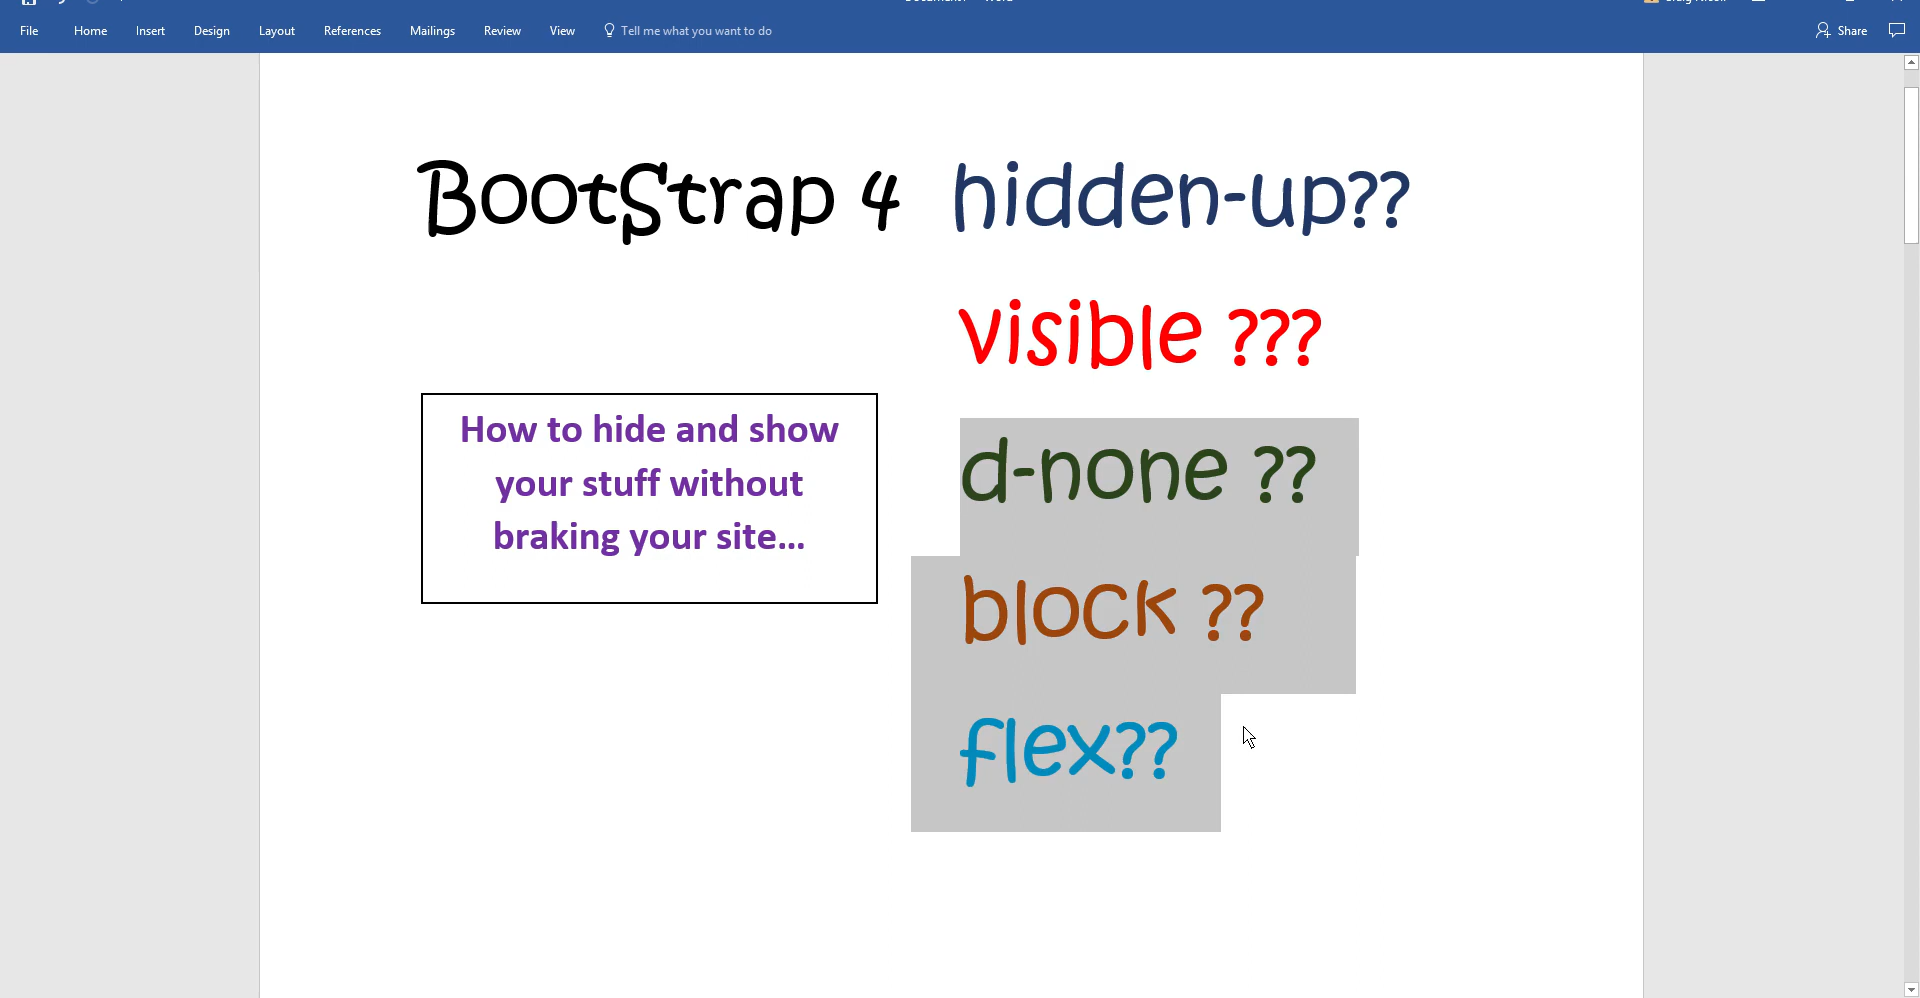 File Home Insert Design Layout References Mailings Review View Tell me what you want to do Share
BootStrap 4 hidden-up??
visible ???
How to hide and show
your stuff without
braking your site...
d-none ??
block ??
flex??